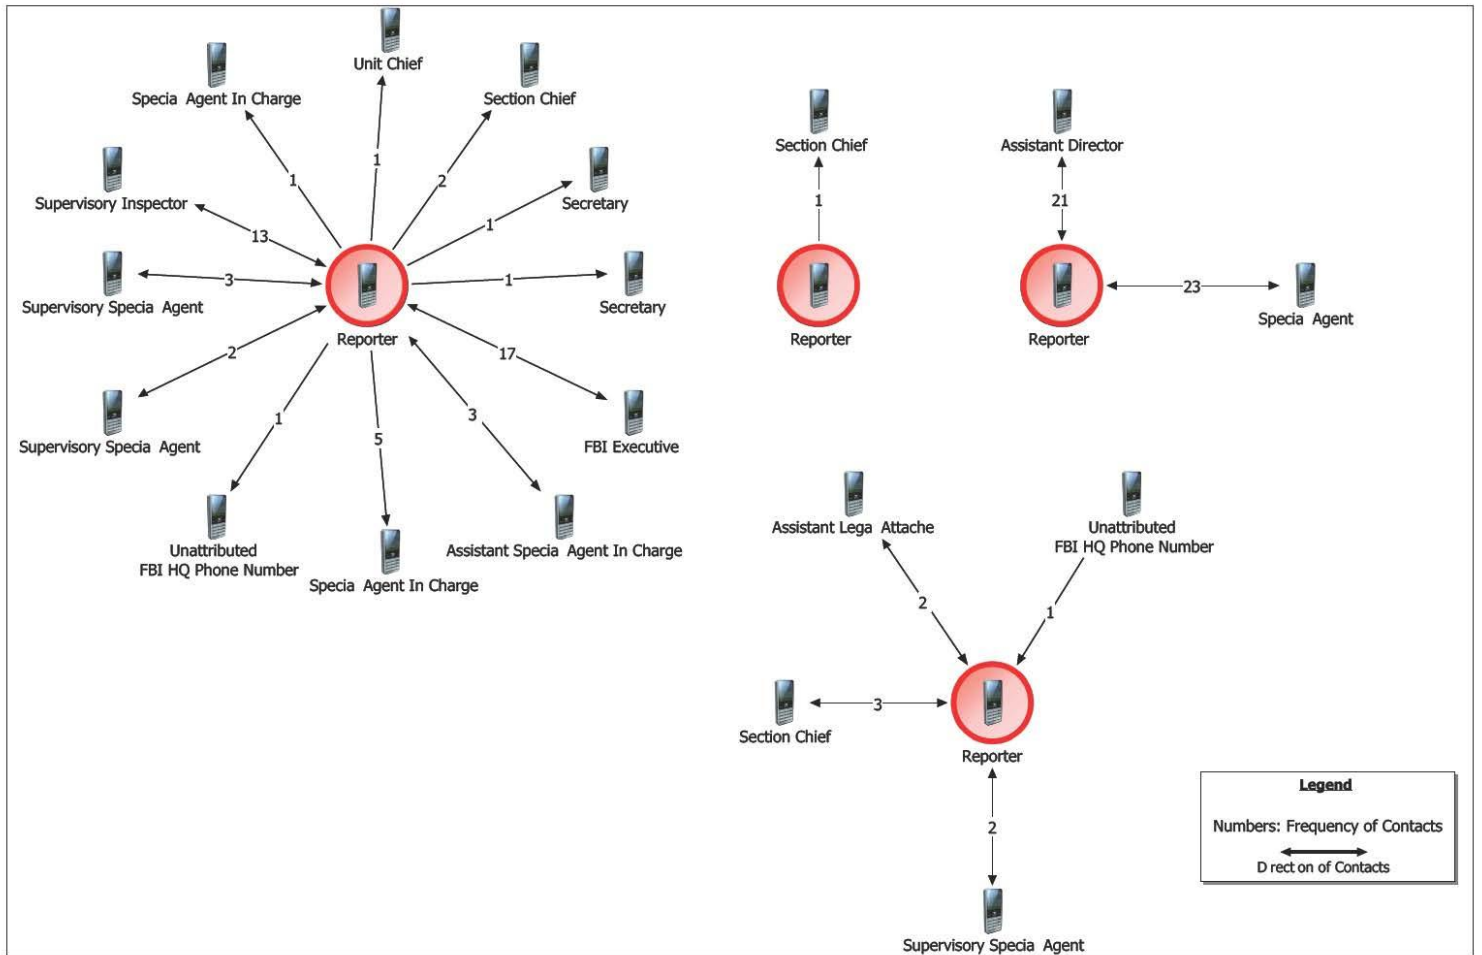 Unit Chief
Specia Agent In Charge
Section Chief
1
1
2
Supervisory Inspector
Secretary
13
1
Supervisory Specia Agent
3
1
Secretary
Reporter
2
17
Supervisory Specia Agent
1
5
3
FBI Executive
Unattributed
FBI HQ Phone Number
Specia Agent In Charge
Assistant Specia Agent In Charge
Section Chief
1
Reporter
Assistant Director
21
23
Reporter
Specia Agent
Assistant Lega Attache
Unattributed
FBI HQ Phone Number
2
1
Section Chief
3
Reporter
2
Supervisory Specia Agent
Legend
Numbers: Frequency of Contacts
D rect on of Contacts